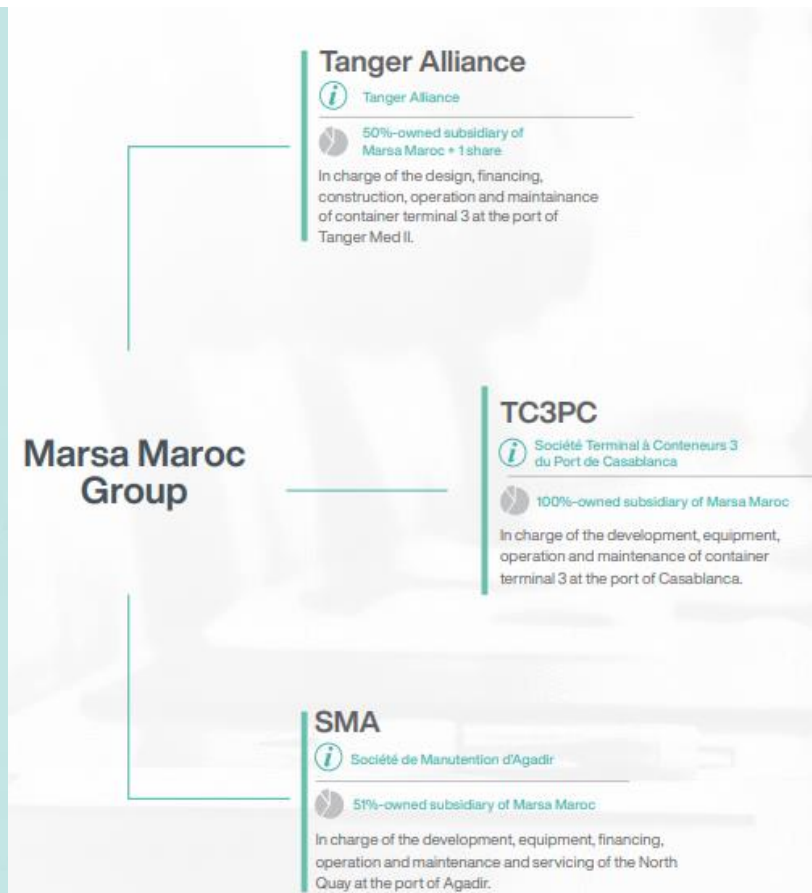 Tanger Alliance
Tanger Alliance
50%-owned subsidiary of
Marsa Maroc + 1 share
In charge of the design, financing,
construction, operation and maintainance
of container terminal 3 at the port of
Tanger Med II.
Marsa Maroc
Group
TC3PC
Société Terminal à Conteneurs 3
du Port de Casablanca
100%-owned subsidiary of Marsa Maroc
In charge of the development, equipment,
operation and maintenance of container
terminal 3 at the port of Casablanca.
SMA
Société de Manutention d'Agadir
51%-owned subsidiary of Marsa Maroc
In charge of the development, equipment, financing,
operation and maintenance and servicing of the North
Quay at the port of Agadir.